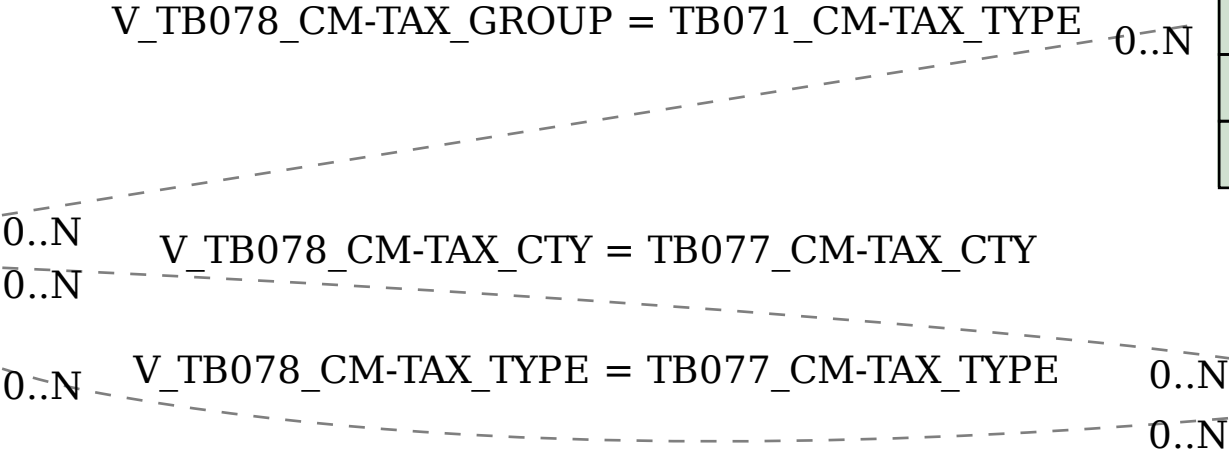 V_TB078_CM-TAX_GROUP = TB071_CM-TAX_TYPE
0..N
0..N
V_TB078_CM-TAX_CTY = TB077_CM-TAX_CTY
0..N
V_TB078_CM-TAX_TYPE = TB077_CM-TAX_TYPE
0..N
0..N
0..N